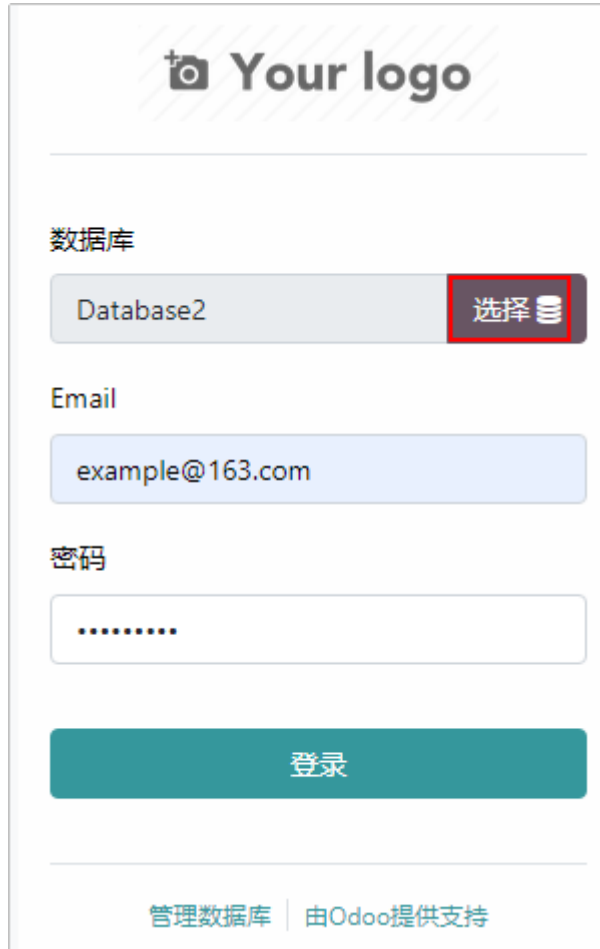 Your logo
数据库
Database2 选择
Email
example@163.com
密码
•••••••••
登录
管理数据库 由Odoo提供支持